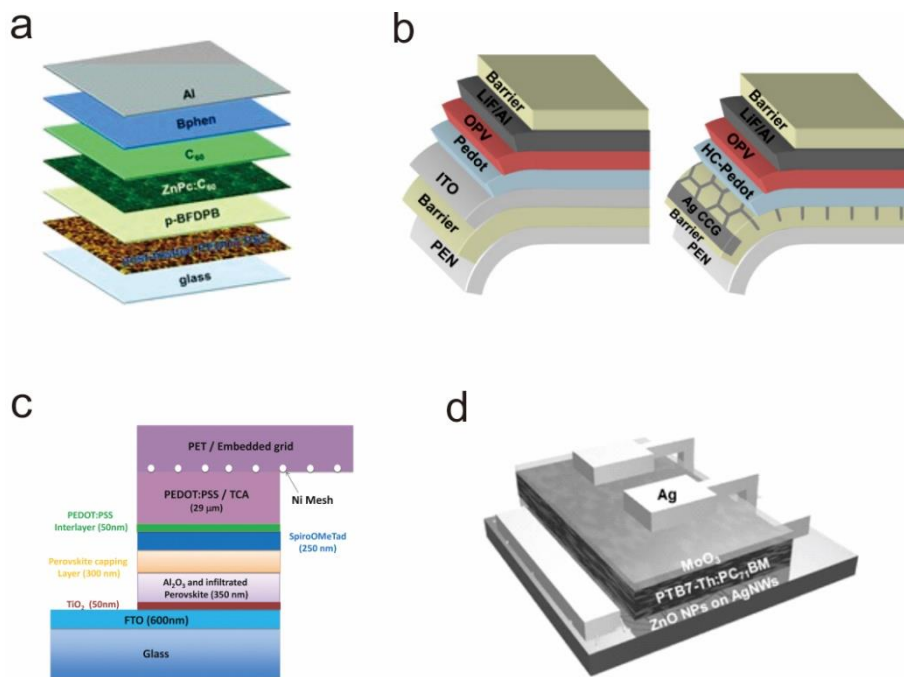 a
Al
Bphen
C60
ZnPc:C60
p-BFDPB
glass
b
Barrier
LiF/Al
OPV
Pedot
ITO
Barrier
PEN
Barrier
LiF/Al
OPV
HC-Pedot
Ag CCG
Barrier
PEN
c
PET / Embedded grid
Ni Mesh
PEDOT:PSS / TCA
(29 µm)
PEDOT:PSS
Interlayer (50nm)
SpiroOMeTad
(250 nm)
Perovskite capping
Layer (300 nm)
Al2O3 and infiltrated
Perovskite (350 nm)
TiO2 (50nm)
FTO (600nm)
Glass
d
Ag
MoO3
PTB7-Th:PC71BM
ZnO NPs on AgNWs